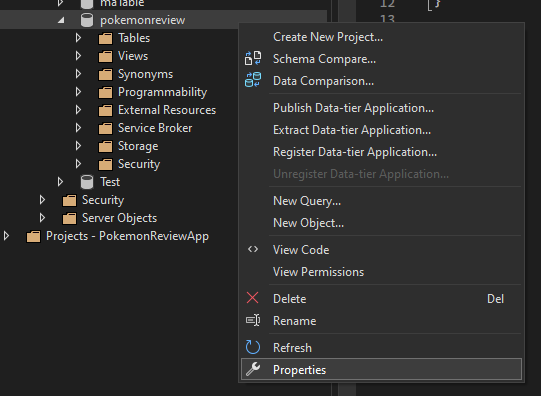 maTable
pokemonreview
Tables
Views
Synonyms
Programmability
External Resources
Service Broker
Storage
Security
Test
Security
Server Objects
Projects - PokemonReviewApp
12 }
13
Create New Project...
Schema Compare...
Data Comparison...
Publish Data-tier Application...
Extract Data-tier Application...
Register Data-tier Application...
Unregister Data-tier Application...
New Query...
New Object...
View Code
View Permissions
Delete Del
Rename
Refresh
Properties